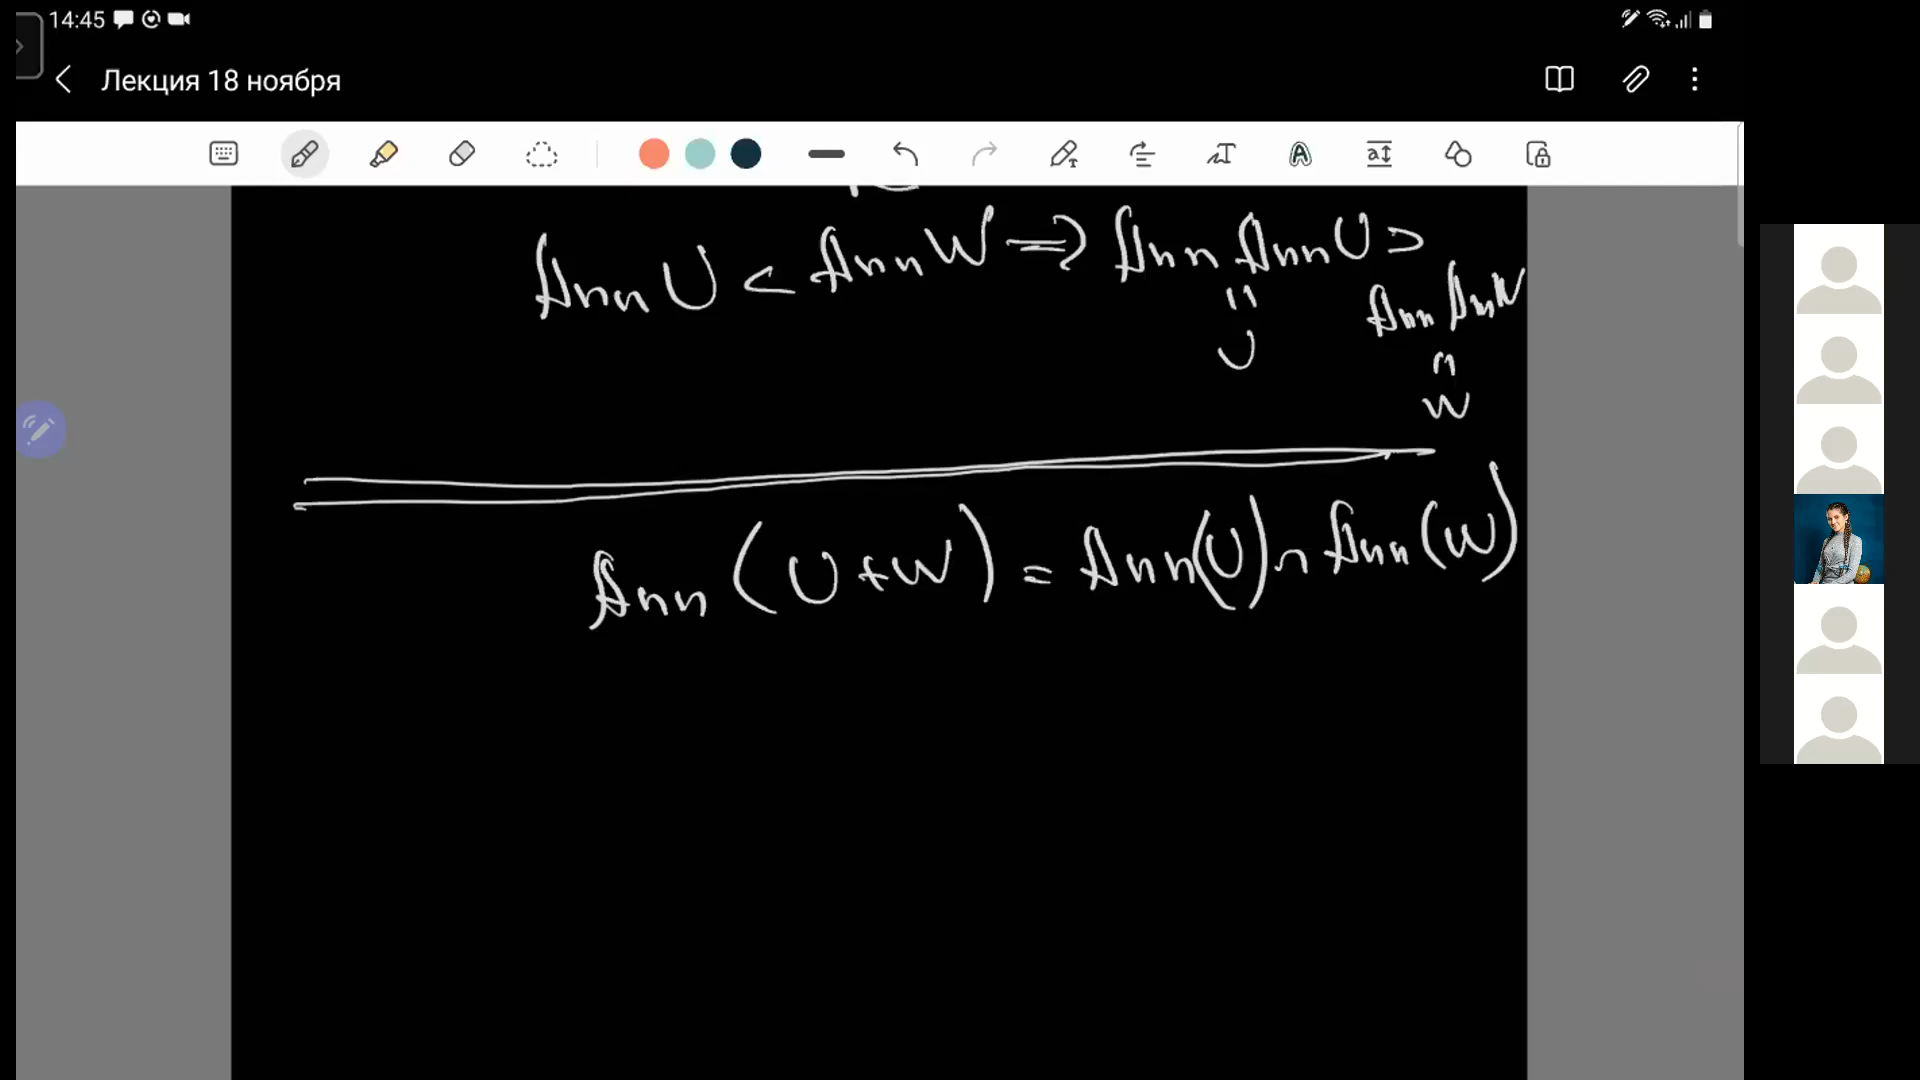 14:45
Лекция 18 ноября
Ann U < Ann W ⇒ Ann Ann U >
Ann Ann W
U
W
Ann (U+W) = Ann(U) ∩ Ann (W)